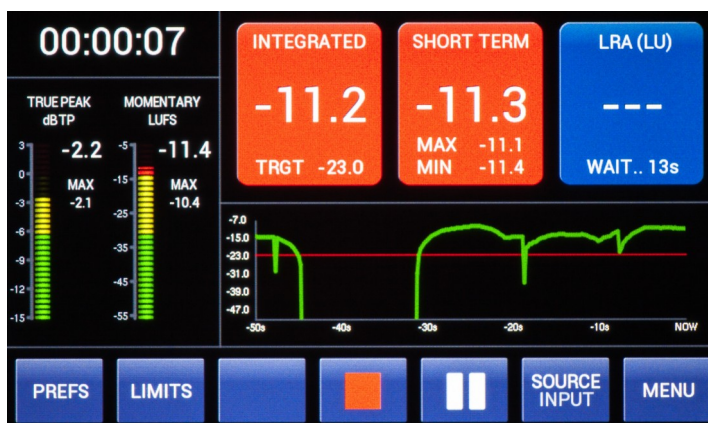 00:00:07
TRUE PEAK
dBTP
-2.2
MAX
-2.1
3
0
-3
-6
-9
-12
-15
MOMENTARY
LUFS
-11.4
MAX
-10.4
-5
-15
-25
-35
-45
-55
INTEGRATED
-11.2
TRGT -23.0
SHORT TERM
-11.3
MAX -11.1
MIN -11.4
LRA (LU)
---
WAIT.. 13s
-7.0
-15.0
-23.0
-31.0
-39.0
-47.0
-50s -40s -30s -20s -10s NOW
PREFS
LIMITS
SOURCE
INPUT
MENU